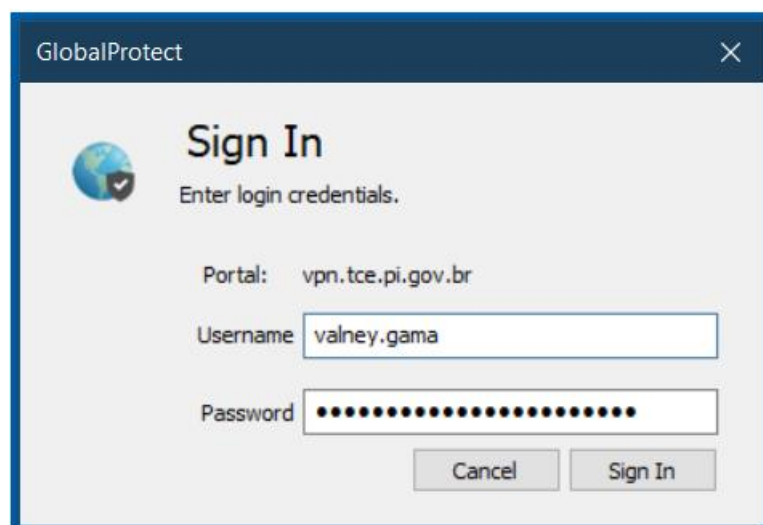 GlobalProtect
Sign In
Enter login credentials.
Portal: vpn.tce.pi.gov.br
Username valney.gama
Password •••••••••••••••••••••••
Cancel Sign In